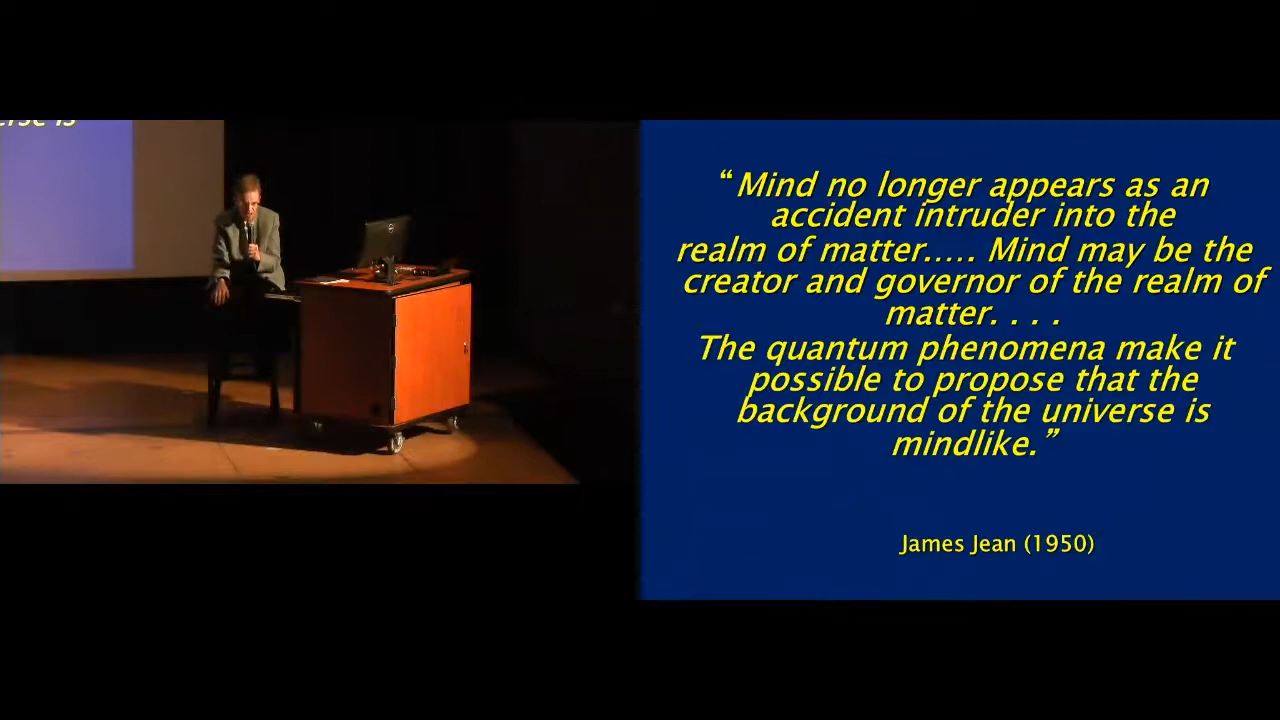 erse is
“Mind no longer appears as an
accident intruder into the
realm of matter..... Mind may be the
creator and governor of the realm of
matter. . . .
The quantum phenomena make it
possible to propose that the
background of the universe is
mindlike.”
James Jean (1950)